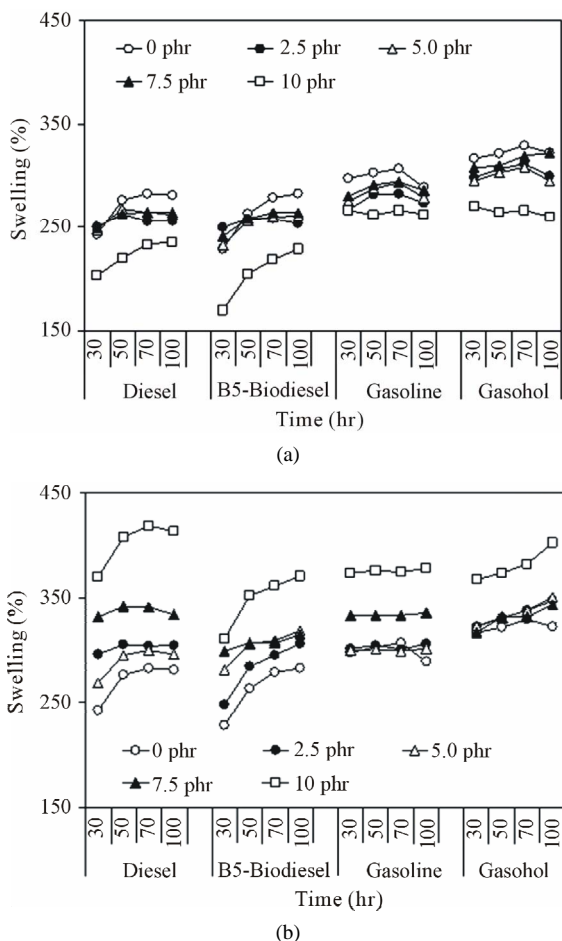 450
0 phr 2.5 phr 5.0 phr
7.5 phr 10 phr
350
Swelling (%)
250
150
30 50 70 100 30 50 70 100 30 50 70 100 30 50 70 100
Diesel B5-Biodiesel Gasoline Gasohol
Time (hr)
(a)
450
350
Swelling (%)
250
0 phr 2.5 phr 5.0 phr
7.5 phr 10 phr
150
30 50 70 100 30 50 70 100 30 50 70 100 30 50 70 100
Diesel B5-Biodiesel Gasoline Gasohol
Time (hr)
(b)